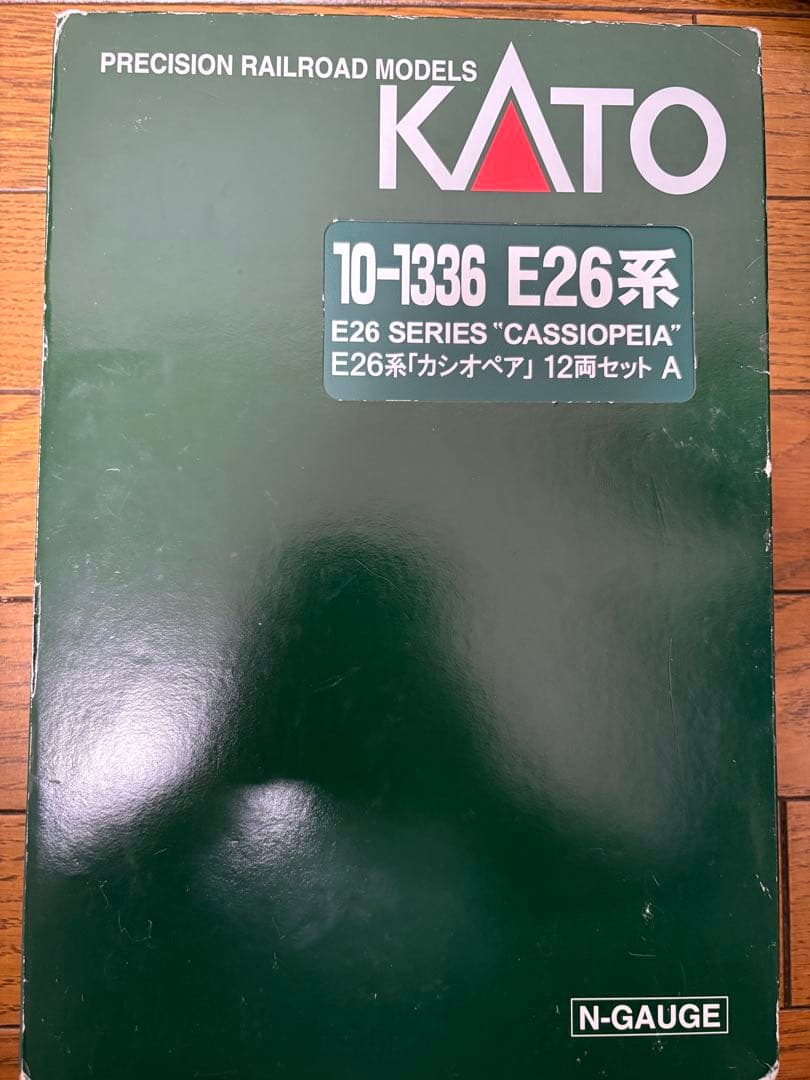 PRECISION RAILROAD MODELS
KATO
10-1336 E26系
E26 SERIES "CASSIOPEIA"
E26系「カシオペア」 12両セット A
N-GAUGE